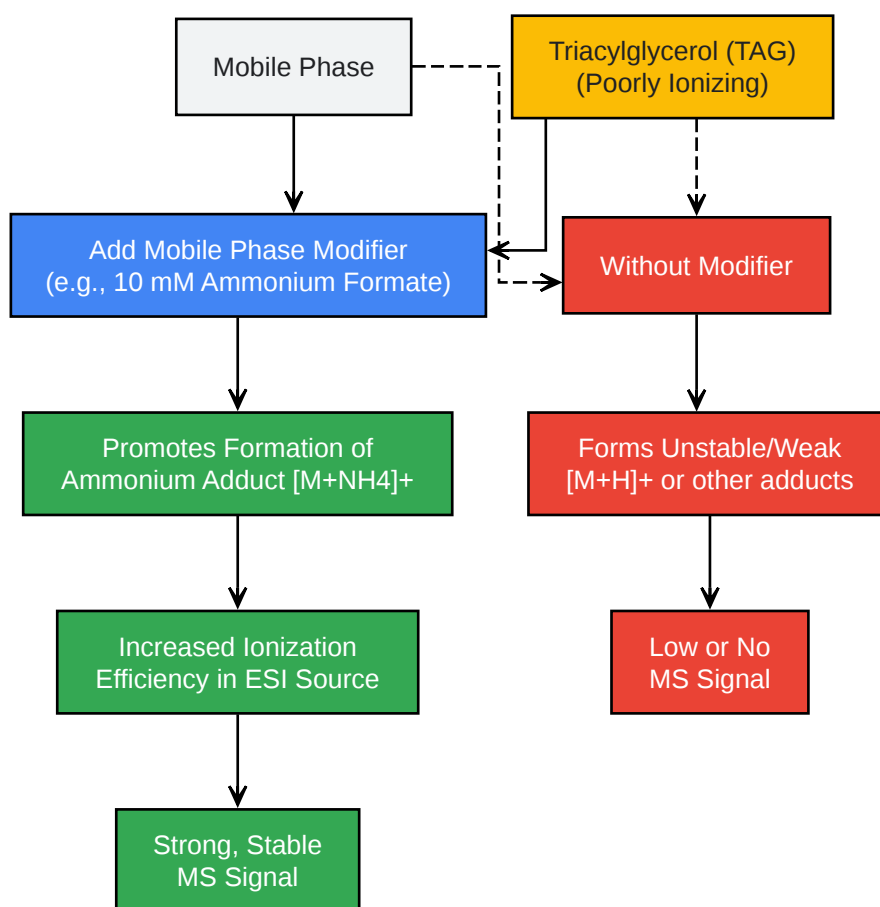 Mobile Phase
Triacylglycerol (TAG)
(Poorly Ionizing)
Add Mobile Phase Modifier
(e.g., 10 mM Ammonium Formate)
Without Modifier
Promotes Formation of
Ammonium Adduct [M+NH4]+
Forms Unstable/Weak
[M+H]+ or other adducts
Increased Ionization
Efficiency in ESI Source
Low or No
MS Signal
Strong, Stable
MS Signal